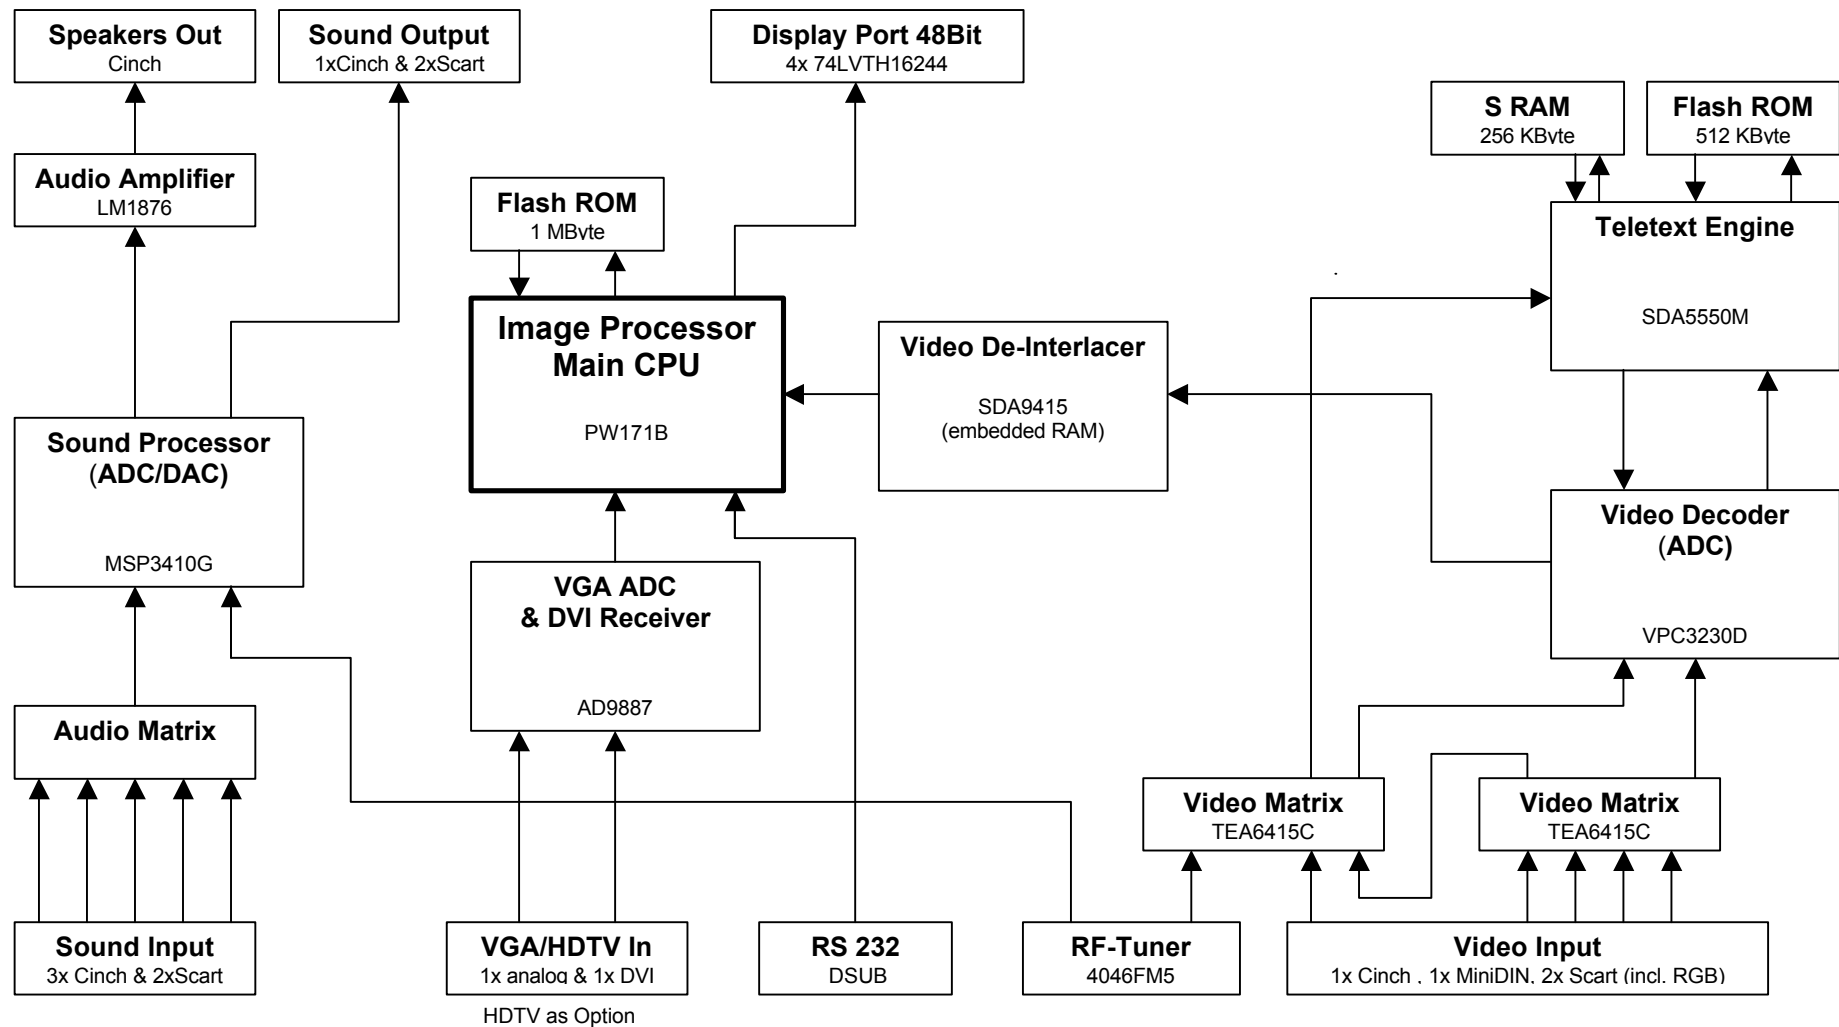 Speakers Out
Cinch
Sound Output
1xCinch & 2xScart
Display Port 48Bit
4x 74LVTH16244
S RAM
256 KByte
Flash ROM
512 KByte
Audio Amplifier
LM1876
Flash ROM
1 MByte
Teletext Engine
SDA5550M
Image Processor
Main CPU
PW171B
Video De-Interlacer
SDA9415
(embedded RAM)
Sound Processor
(ADC/DAC)
MSP3410G
Video Decoder
(ADC)
VPC3230D
VGA ADC
& DVI Receiver
AD9887
Audio Matrix
Video Matrix
TEA6415C
Video Matrix
TEA6415C
Sound Input
3x Cinch & 2xScart
VGA/HDTV In
1x analog & 1x DVI
HDTV as Option
RS 232
DSUB
RF-Tuner
4046FM5
Video Input
1x Cinch , 1x MiniDIN, 2x Scart (incl. RGB)